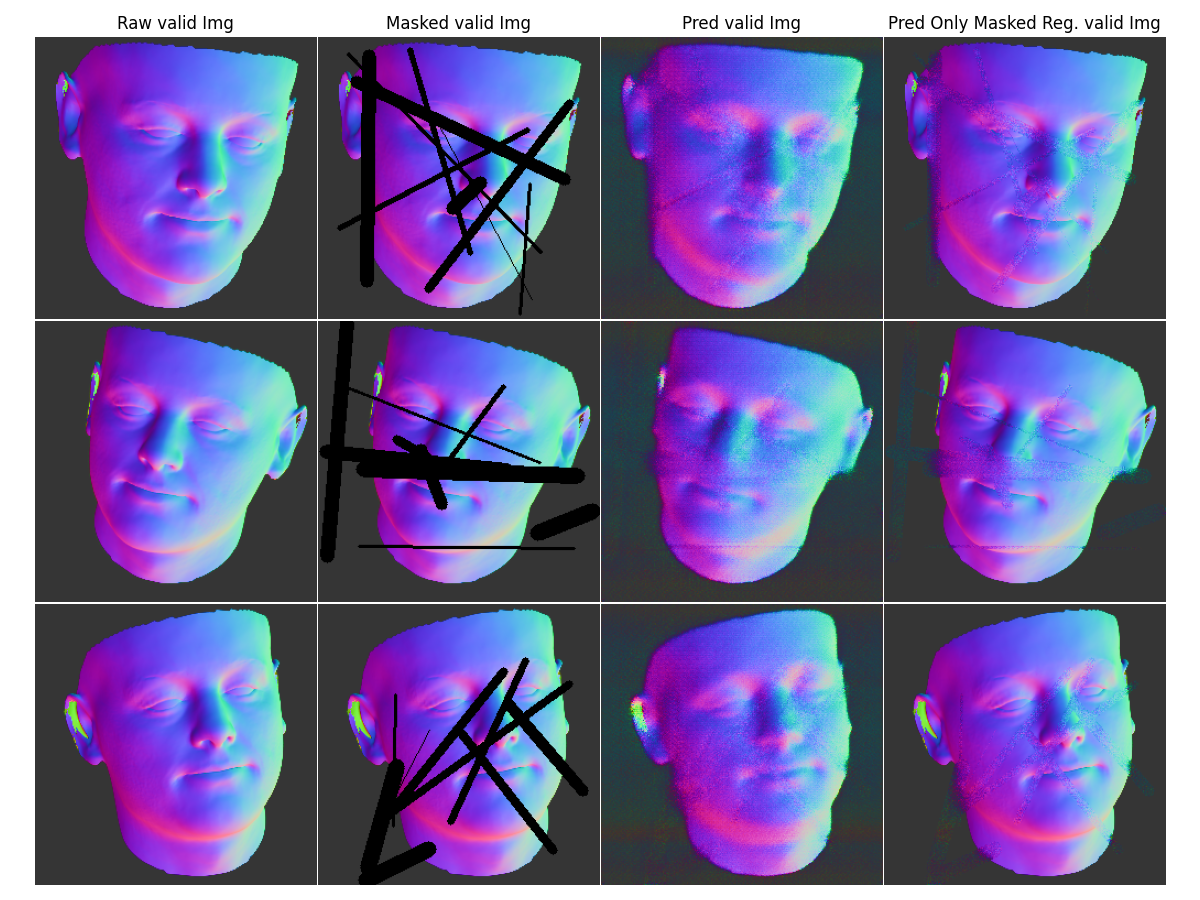 Raw valid Img
Masked valid Img
Pred valid Img
Pred Only Masked Reg. valid Img